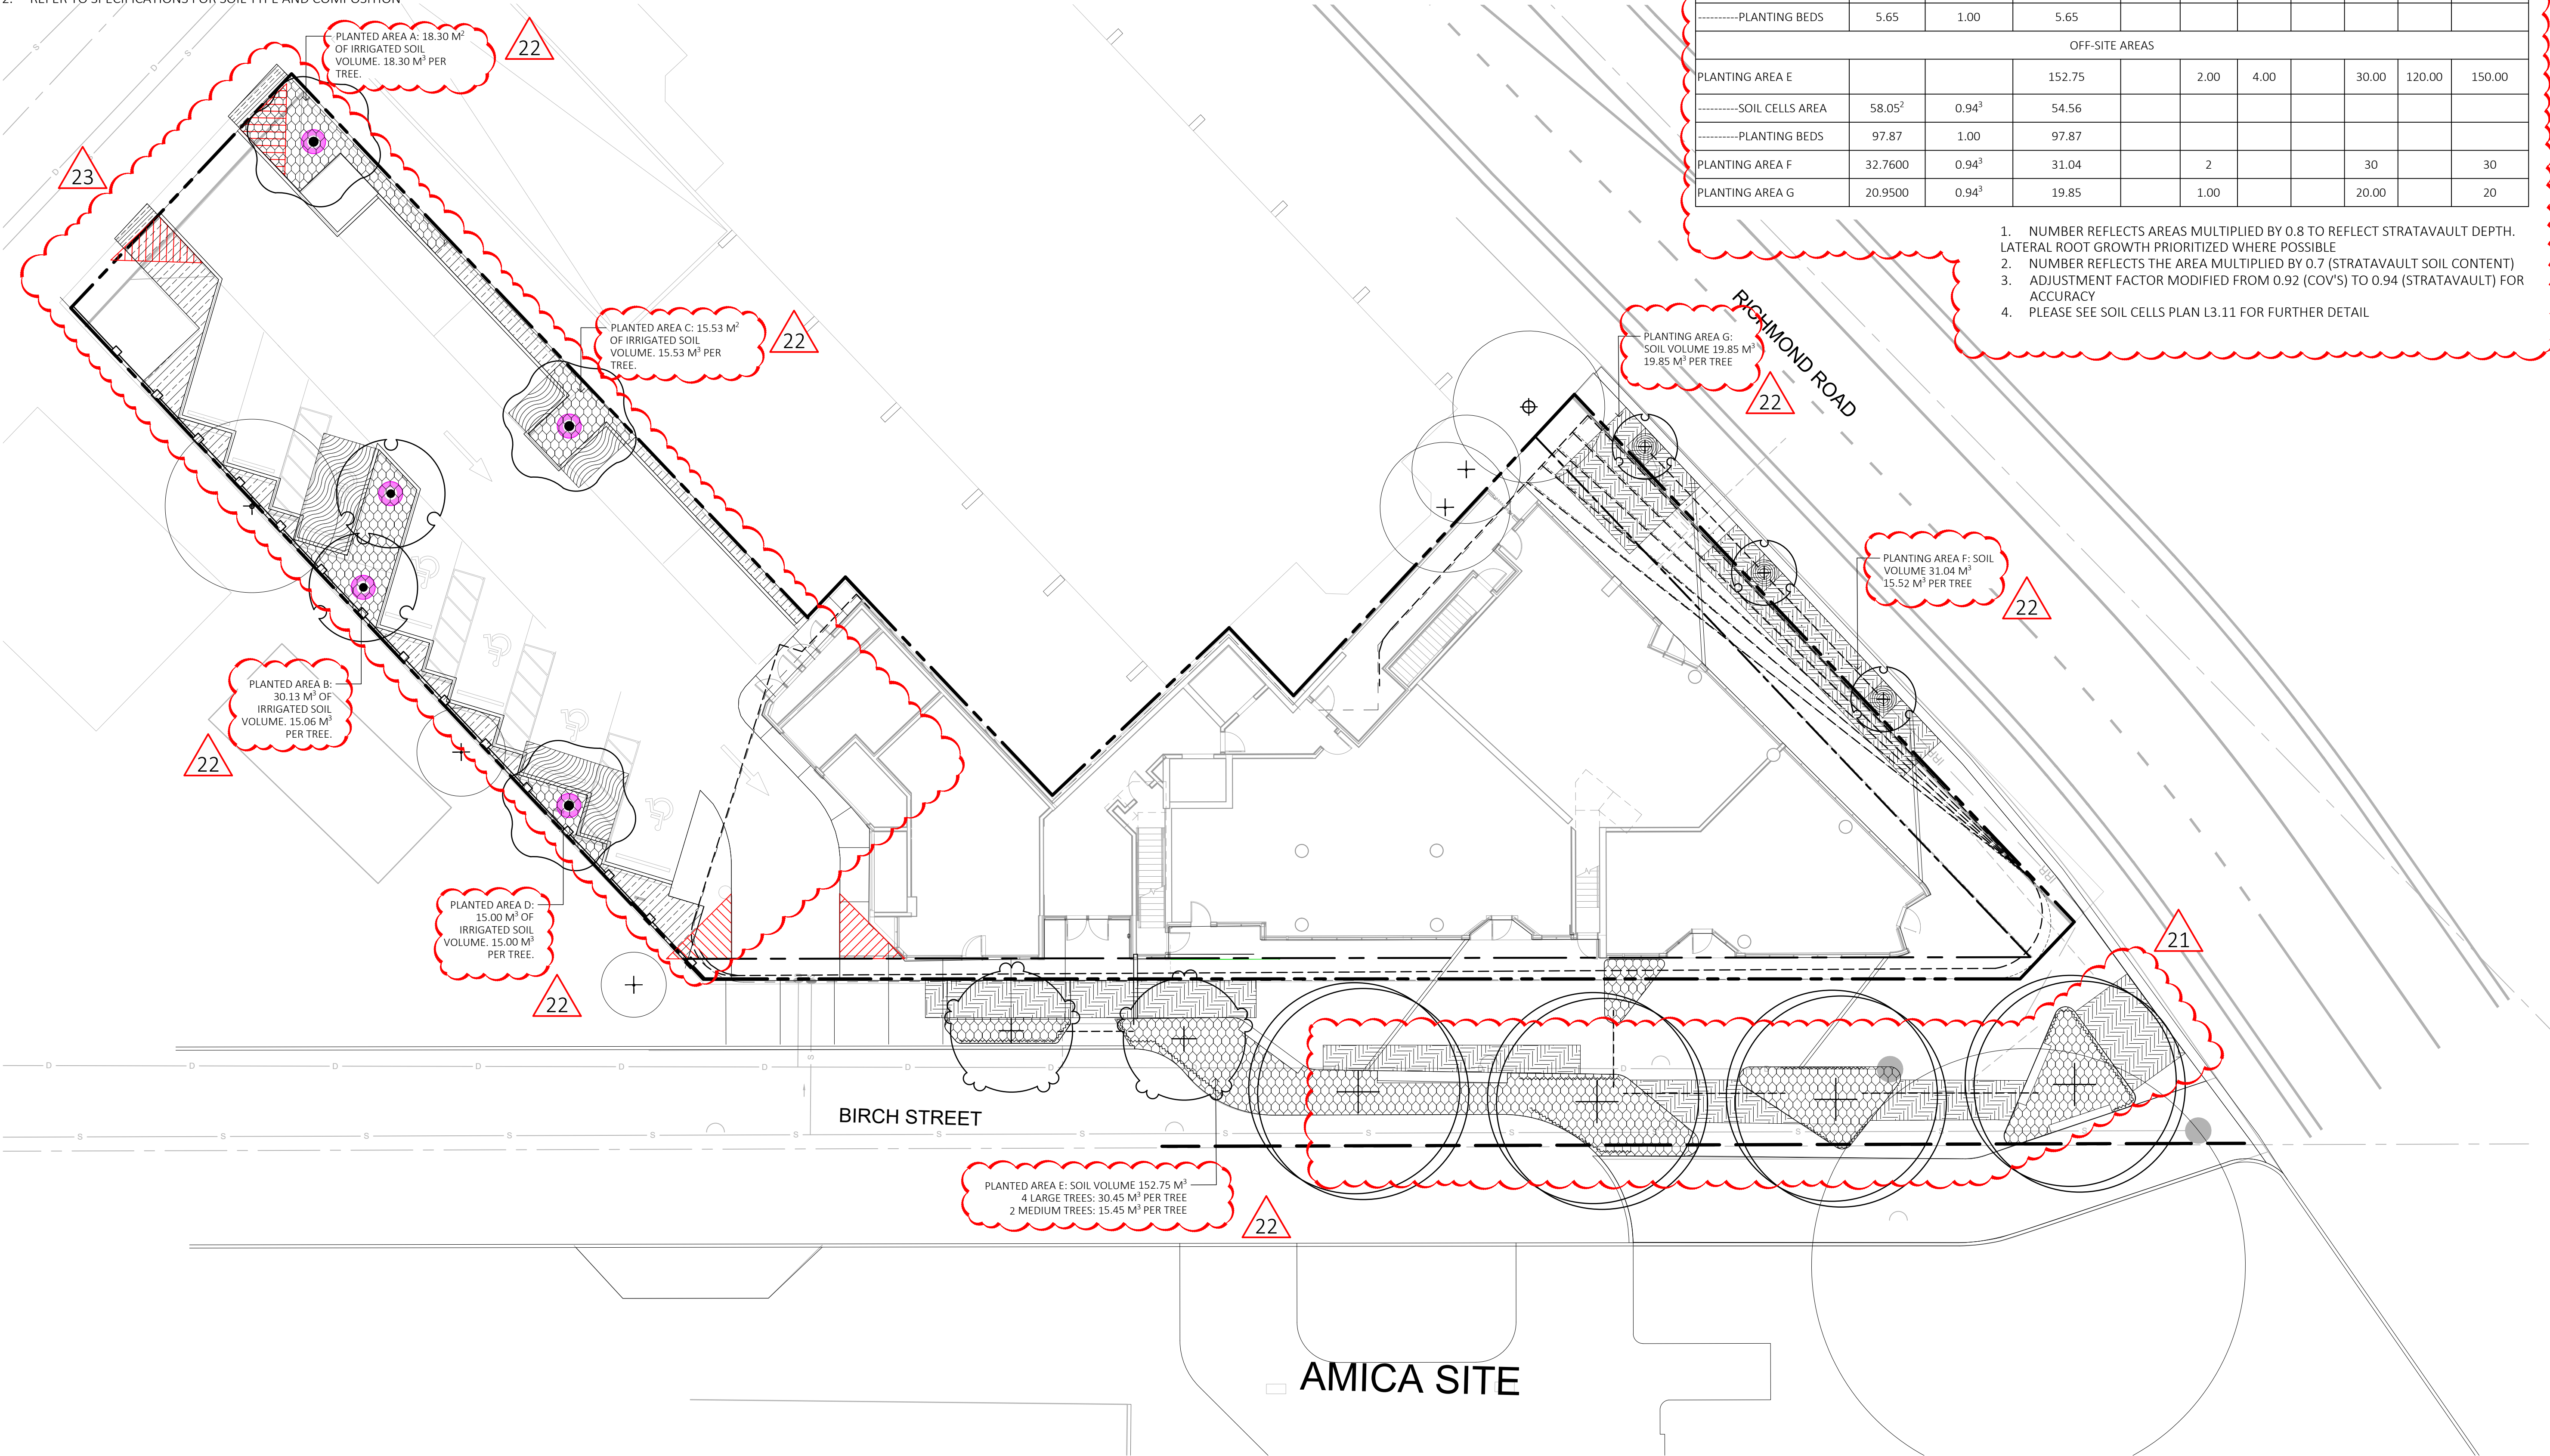 2. REFER TO SPECIFICATIONS FOR SOIL TYPE AND COMPOSITION
PLANTED AREA A: 18.30 M²
OF IRRIGATED SOIL
VOLUME. 18.30 M³ PER
TREE.
22
23
PLANTED AREA C: 15.53 M²
OF IRRIGATED SOIL
VOLUME. 15.53 M³ PER
TREE.
22
PLANTED AREA B:
30.13 M³ OF
IRRIGATED SOIL
VOLUME. 15.06 M³
PER TREE.
22
PLANTED AREA D:
15.00 M³ OF
IRRIGATED SOIL
VOLUME. 15.00 M³
PER TREE.
22
----------PLANTING BEDS 5.65 1.00 5.65
OFF-SITE AREAS
PLANTING AREA E 152.75 2.00 4.00 30.00 120.00 150.00
----------SOIL CELLS AREA 58.05² 0.94³ 54.56
----------PLANTING BEDS 97.87 1.00 97.87
PLANTING AREA F 32.7600 0.94³ 31.04 2 30 30
PLANTING AREA G 20.9500 0.94³ 19.85 1.00 20.00 20
1. NUMBER REFLECTS AREAS MULTIPLIED BY 0.8 TO REFLECT STRATAVAULT DEPTH.
LATERAL ROOT GROWTH PRIORITIZED WHERE POSSIBLE
2. NUMBER REFLECTS THE AREA MULTIPLIED BY 0.7 (STRATAVAULT SOIL CONTENT)
3. ADJUSTMENT FACTOR MODIFIED FROM 0.92 (COV'S) TO 0.94 (STRATAVAULT) FOR
ACCURACY
4. PLEASE SEE SOIL CELLS PLAN L3.11 FOR FURTHER DETAIL
RICHMOND ROAD
PLANTING AREA G:
SOIL VOLUME 19.85 M³
19.85 M³ PER TREE
22
PLANTING AREA F: SOIL
VOLUME 31.04 M³
15.52 M³ PER TREE
22
IRR
IRR
21
BIRCH STREET
PLANTED AREA E: SOIL VOLUME 152.75 M³
4 LARGE TREES: 30.45 M³ PER TREE
2 MEDIUM TREES: 15.45 M³ PER TREE
22
D D D D D D D D D
S S S S S S S S S S S S S S S
AMICA SITE